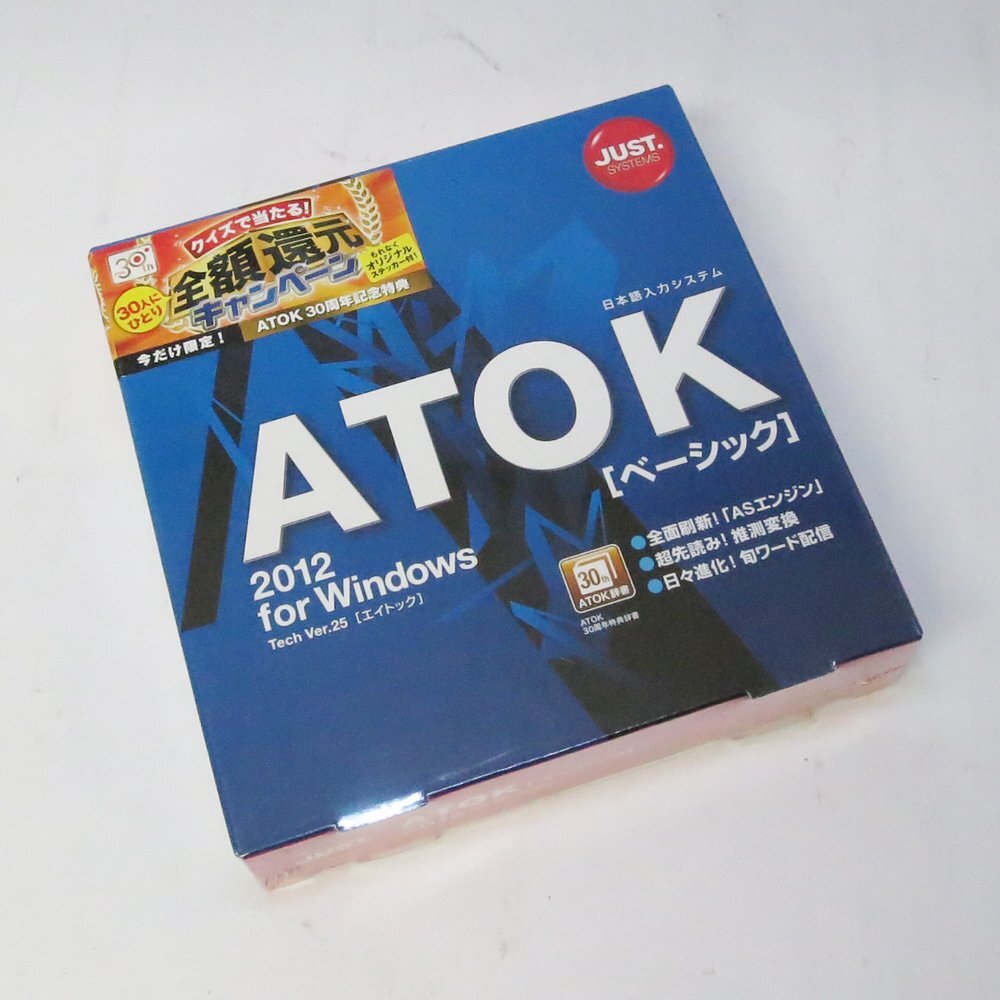 JUST.
SYSTEMS
30th
クイズで当たる!
全額還元
キャンペーン
もれなく
オリジナル
ステッカー付!
30人に
ひとり
今だけ限定!
ATOK 30周年記念特典
日本語入力システム
ATOK
[ベーシック]
2012
for Windows
Tech Ver.25 [エイトック]
全面刷新!「ASエンジン」
超先読み! 推測変換
日々進化! 旬ワード配信
30th
ATOK辞書
ATOK
30周年特典辞書
ATOK